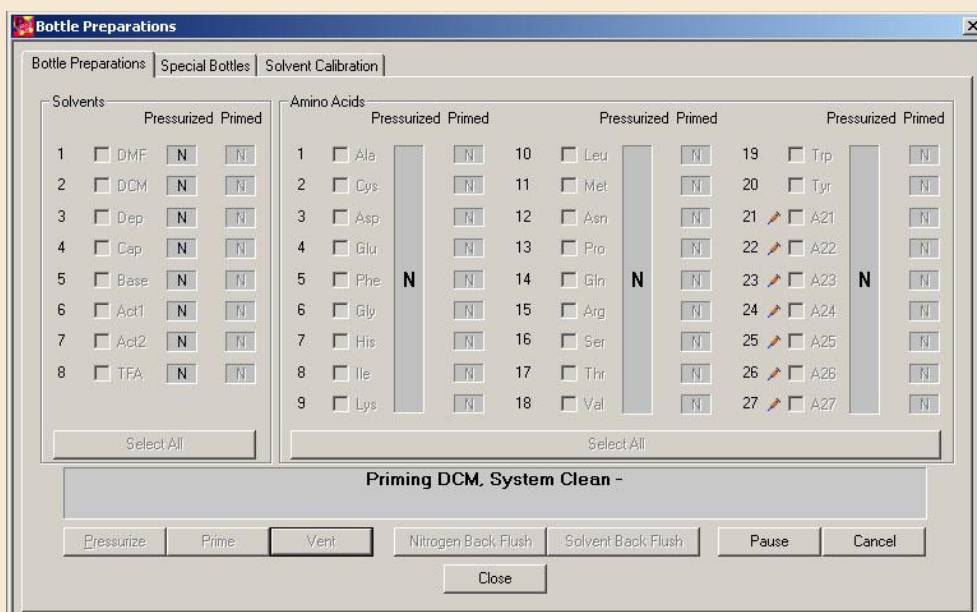 Bottle Preparations
Bottle Preparations Special Bottles Solvent Calibration
Solvents Amino Acids
Pressurized Primed Pressurized Primed Pressurized Primed Pressurized Primed
1 DMF N N 1 Ala N 10 Leu N 19 Trp N
2 DCM N N 2 Cys N 11 Met N 20 Tyr N
3 Dep N N 3 Asp N 12 Asn N 21 A21 N
4 Cap N N 4 Glu N 13 Pro N 22 A22 N
5 Base N N 5 Phe N N 14 Gln N N 23 A23 N N
6 Act1 N N 6 Gly N 15 Arg N 24 A24 N
7 Act2 N N 7 His N 16 Ser N 25 A25 N
8 TFA N N 8 Ile N 17 Thr N 26 A26 N
9 Lys N 18 Val N 27 A27 N
Select All Select All
Priming DCM, System Clean -
Pressurize Prime Vent Nitrogen Back Flush Solvent Back Flush Pause Cancel
Close